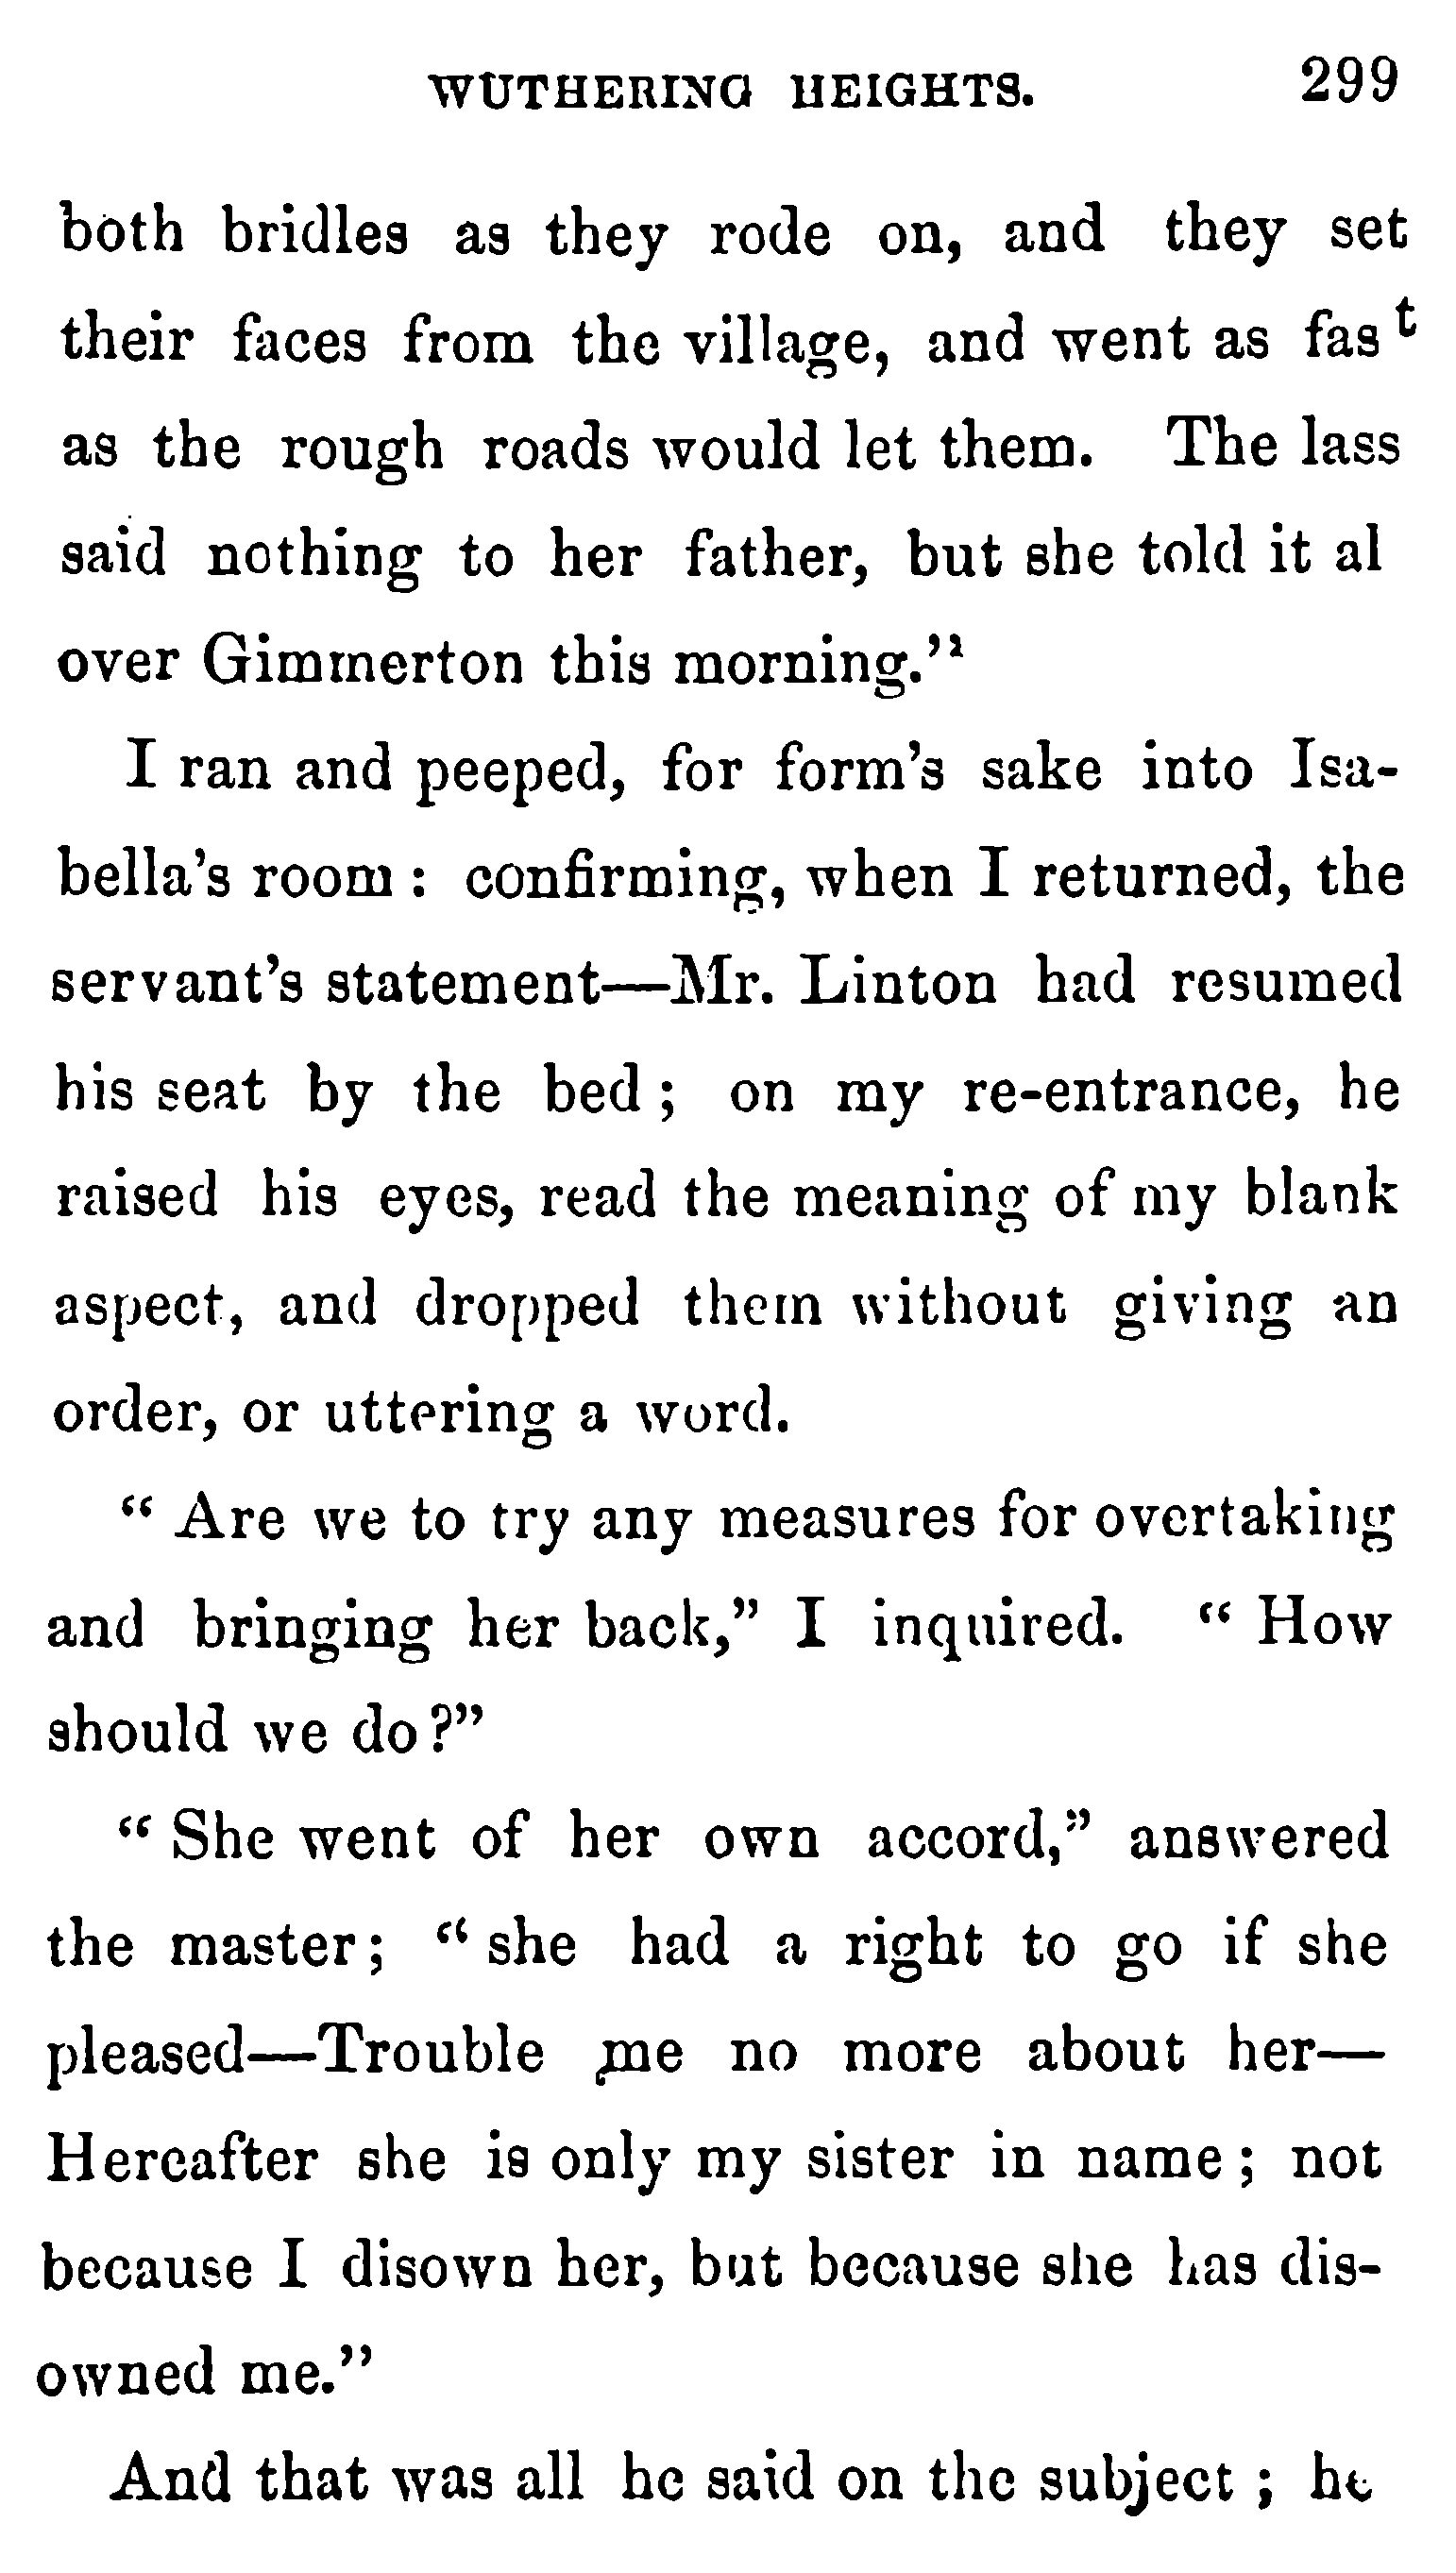 WUTHERING HEIGHTS. 299
both bridles as they rode on, and they set
their faces from the village, and went as fast
as the rough roads would let them. The lass
said nothing to her father, but she told it al
over Gimmerton this morning."
I ran and peeped, for form's sake into Isa-
bella's room : confirming, when I returned, the
servant's statement—Mr. Linton had resumed
his seat by the bed ; on my re-entrance, he
raised his eyes, read the meaning of my blank
aspect, and dropped them without giving an
order, or uttering a word.
" Are we to try any measures for overtaking
and bringing her back," I inquired. " How
should we do ?"
" She went of her own accord," answered
the master ; " she had a right to go if she
pleased—Trouble me no more about her—
Hereafter she is only my sister in name ; not
because I disown her, but because she has dis-
owned me."
And that was all he said on the subject ; he